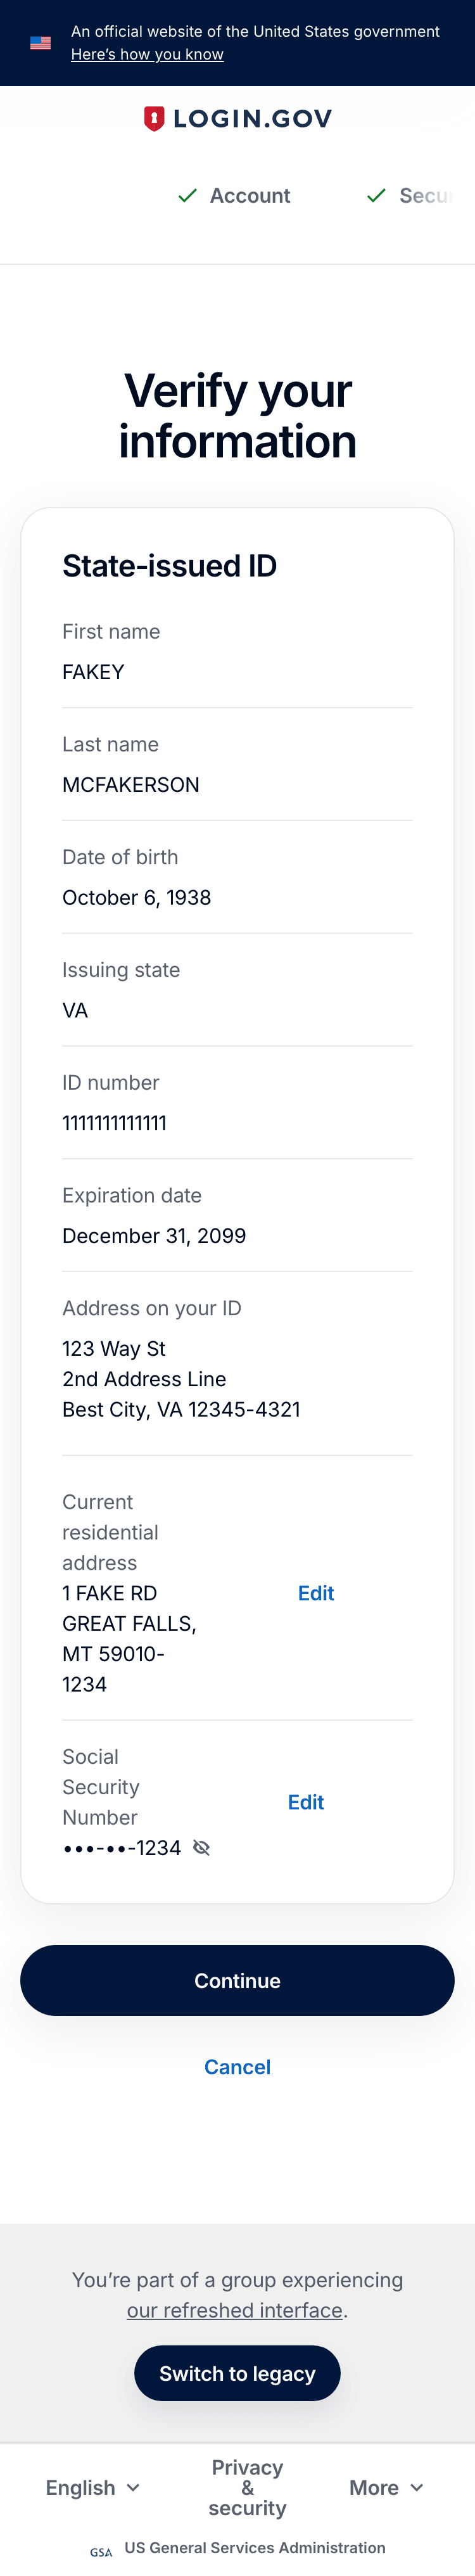 An official website of the United States government
Here’s how you know
LOGIN.GOV
Account
Secu
Verify your
information
State-issued ID
First name
FAKEY
Last name
MCFAKERSON
Date of birth
October 6, 1938
Issuing state
VA
ID number
1111111111111
Expiration date
December 31, 2099
Address on your ID
123 Way St
2nd Address Line
Best City, VA 12345-4321
Current
residential
address
1 FAKE RD
GREAT FALLS,
MT 59010-
1234
Edit
Social
Security
Number
•••-••-1234
Edit
Continue
Cancel
You’re part of a group experiencing
our refreshed interface.
Switch to legacy
English
Privacy
&
security
More
GSA US General Services Administration